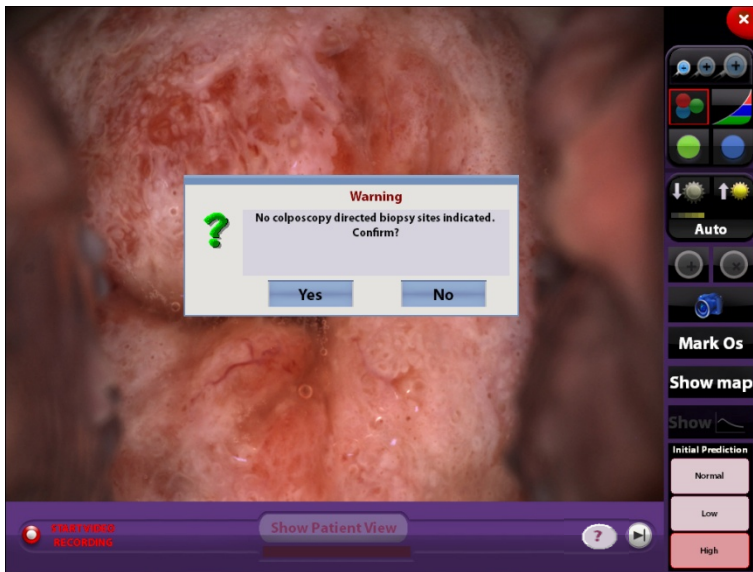 Warning
No colposcopy directed biopsy sites indicated.
Confirm?
Yes
No
Auto
Mark Os
Show map
Show
Initial Prediction
Normal
Low
High
RECORDING
Show Patient View
?